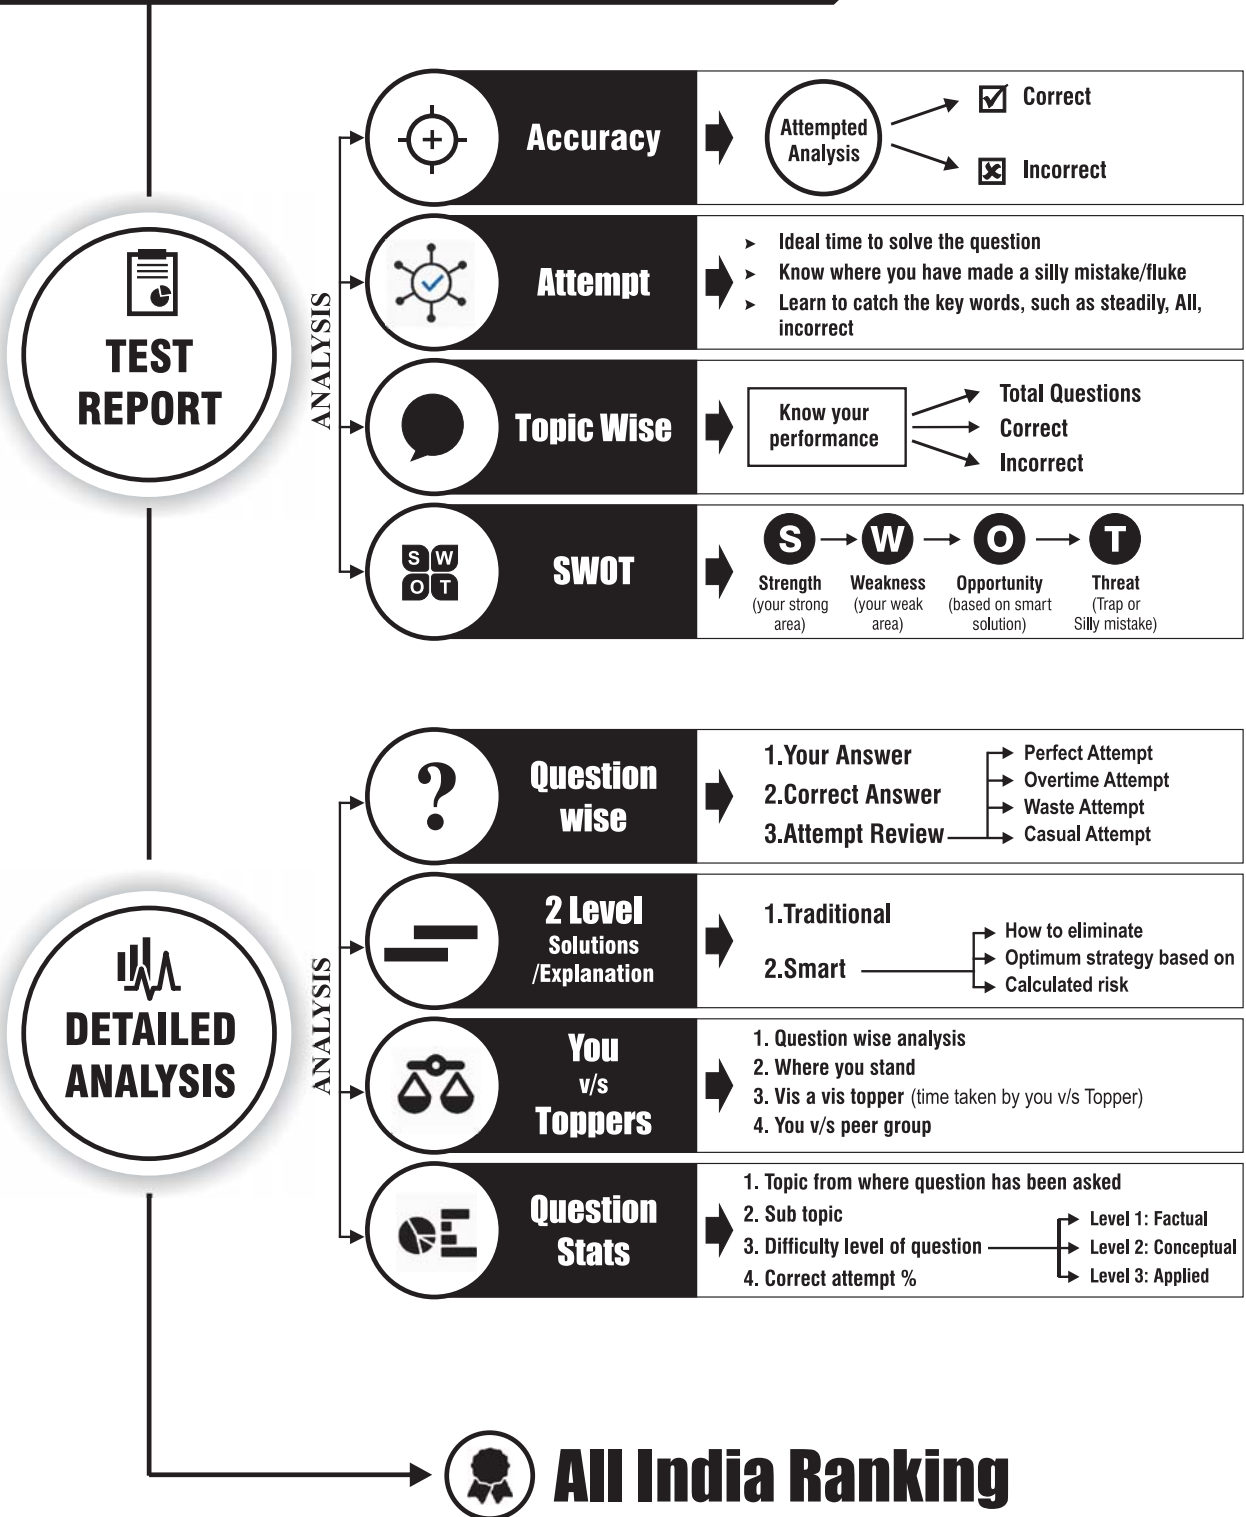 TEST
REPORT
ANALYSIS
Accuracy
Attempted
Analysis
Correct
Incorrect
Attempt
➤ Ideal time to solve the question
➤ Know where you have made a silly mistake/fluke
➤ Learn to catch the key words, such as steadily, All,
incorrect
Topic Wise
Know your
performance
Total Questions
Correct
Incorrect
S W
O T
SWOT
S W O T
Strength Weakness Opportunity Threat
(your strong (your weak (based on smart (Trap or
area) area) solution) Silly mistake)
DETAILED
ANALYSIS
ANALYSIS
?
Question
wise
1.Your Answer
2.Correct Answer
3.Attempt Review
Perfect Attempt
Overtime Attempt
Waste Attempt
Casual Attempt
2 Level
Solutions
/Explanation
1.Traditional
2.Smart
How to eliminate
Optimum strategy based on
Calculated risk
You
v/s
Toppers
1. Question wise analysis
2. Where you stand
3. Vis a vis topper (time taken by you v/s Topper)
4. You v/s peer group
Question
Stats
1. Topic from where question has been asked
2. Sub topic
3. Difficulty level of question
4. Correct attempt %
Level 1: Factual
Level 2: Conceptual
Level 3: Applied
All India Ranking